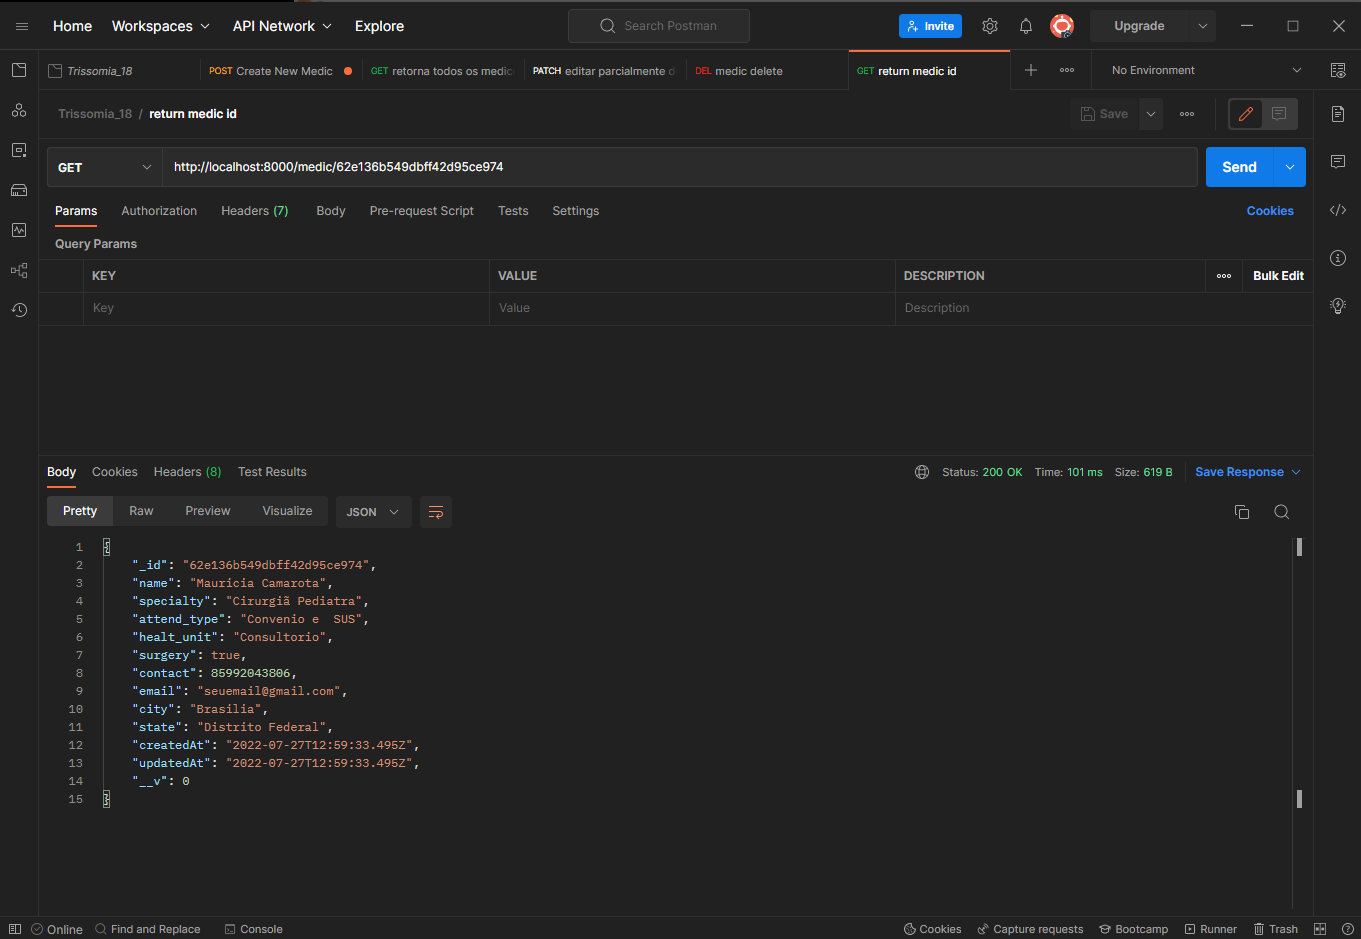 Home Workspaces API Network Explore Search Postman Invite Upgrade
Trissomia_18 POST Create New Medic GET retorna todos os medic PATCH editar parcialmente d DEL medic delete GET return medic id No Environment
Trissomia_18 / return medic id Save
GET http://localhost:8000/medic/62e136b549dbff42d95ce974 Send
Params Authorization Headers (7) Body Pre-request Script Tests Settings Cookies
Query Params
KEY VALUE DESCRIPTION Bulk Edit
Key Value Description
Body Cookies Headers (8) Test Results Status: 200 OK Time: 101 ms Size: 619 B Save Response
Pretty Raw Preview Visualize JSON
1 {
2 "_id": "62e136b549dbff42d95ce974",
3 "name": "Mauricia Camarota",
4 "specialty": "Cirurgiã Pediatra",
5 "attend_type": "Convenio e  SUS",
6 "healt_unit": "Consultorio",
7 "surgery": true,
8 "contact": 85992043806,
9 "email": "seuemail@gmail.com",
10 "city": "Brasilia",
11 "state": "Distrito Federal",
12 "createdAt": "2022-07-27T12:59:33.495Z",
13 "updatedAt": "2022-07-27T12:59:33.495Z",
14 "__v": 0
15 }
Online Find and Replace Console Cookies Capture requests Bootcamp Runner Trash